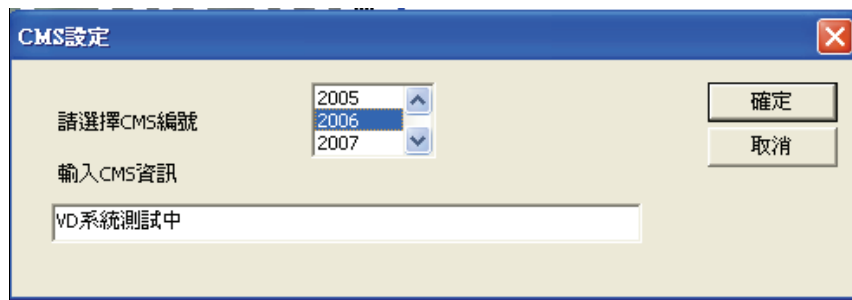 CMS設定
請選擇CMS編號
2005
2006
2007
確定
取消
輸入CMS資訊
VD系統測試中